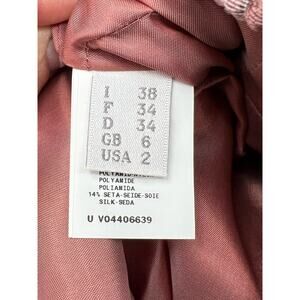 I 38
F 34
D 34
GB 6
USA 2
POLYAMIDE
POLIAMIDA
14% SETA-SEIDE-SOIE
SILK-SEDA
U V04406639